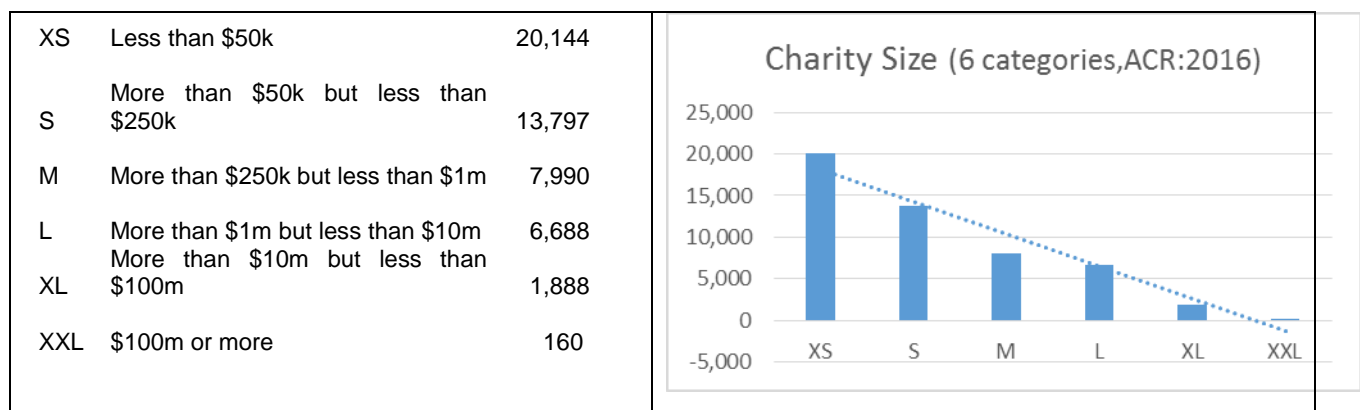 XS Less than $50k 20,144
More than $50k but less than
S $250k 13,797
M More than $250k but less than $1m 7,990
L More than $1m but less than $10m 6,688
More than $10m but less than
XL $100m 1,888
XXL $100m or more 160
Charity Size (6 categories,ACR:2016)
25,000
20,000
15,000
10,000
5,000
0
-5,000
XS S M L XL XXL